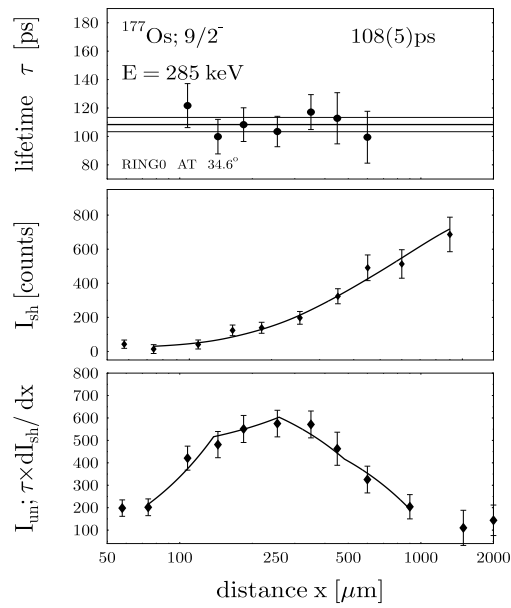 177Os; 9/2- 108(5)ps
E = 285 keV
RING0 AT 34.6o
lifetime τ [ps]
180
160
140
120
100
80
Ish [counts]
800
600
400
200
0
Iun; τ×dIsh/ dx
800
700
600
500
400
300
200
100
50 100 250 500 1000 2000
distance x [μm]